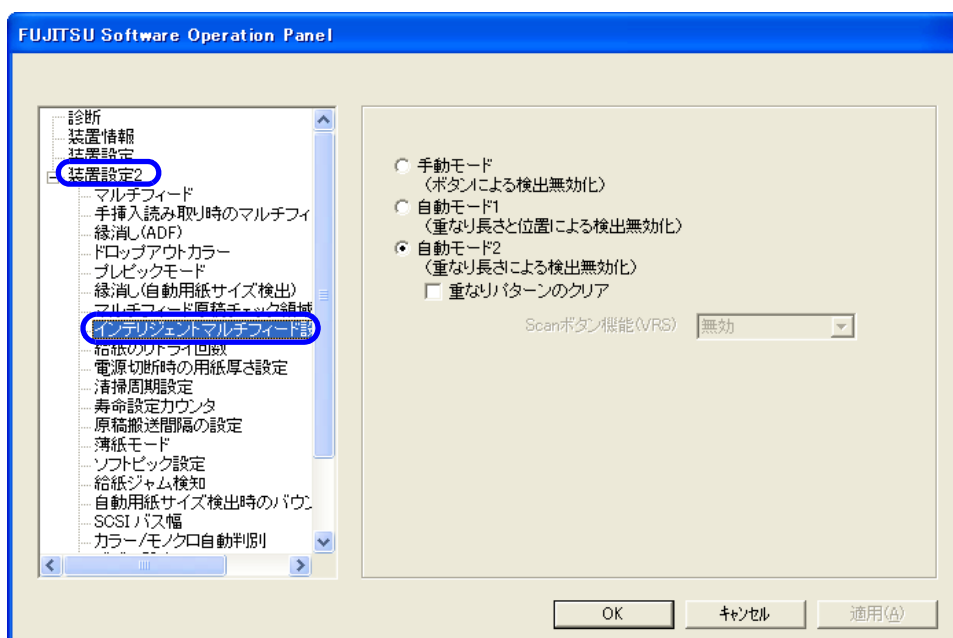 FUJITSU Software Operation Panel
診断
装置情報
装置設定
装置設定2
マルチフィード
手挿入読み取り時のマルチフィ
縁消し(ADF)
ドロップアウトカラー
プレピックモード
縁消し(自動用紙サイズ検出)
マルチフィード原稿チェック領域
インテリジェントマルチフィード設
給紙のリトライ回数
電源切断時の用紙厚さ設定
清掃周期設定
寿命設定カウンタ
原稿搬送間隔の設定
薄紙モード
ソフトピック設定
給紙ジャム検知
自動用紙サイズ検出時のバウン
SCSI バス幅
カラー/モノクロ自動判別
手動モード
(ボタンによる検出無効化)
自動モード1
(重なり長さと位置による検出無効化)
自動モード2
(重なり長さによる検出無効化)
重なりパターンのクリア
Scanボタン機能(VRS) 無効
OK キャンセル 適用(A)